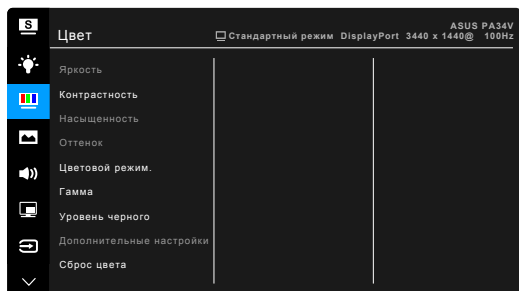 S
ASUS PA34V
Цвет
Стандартный режим DisplayPort 3440 x 1440@ 100Hz
Яркость
Контрастность
Насыщенность
Оттенок
Цветовой режим.
Гамма
Уровень черного
Дополнительные настройки
Сброс цвета